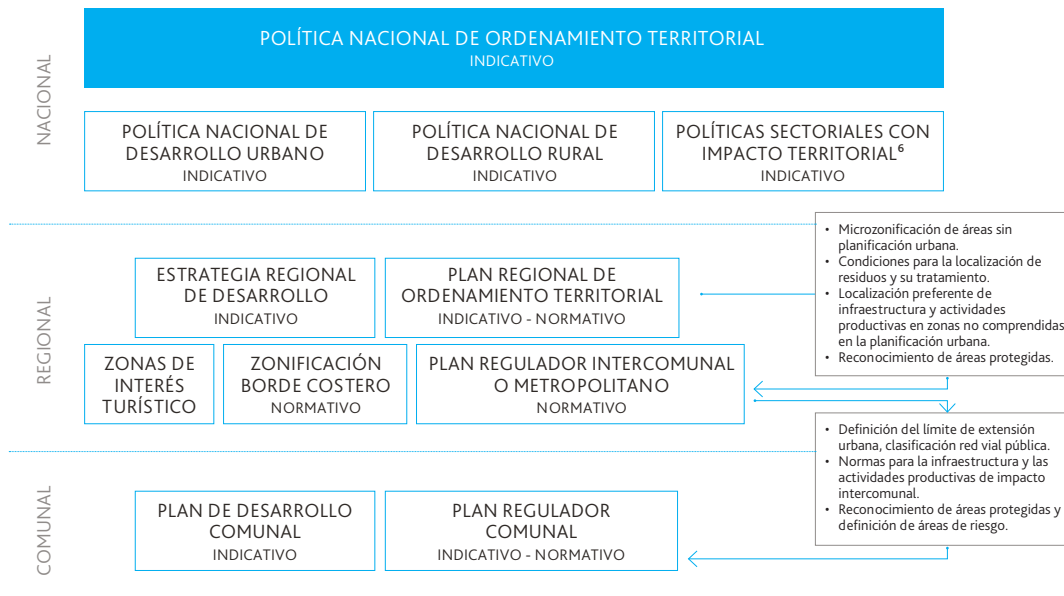 NACIONAL
POLÍTICA NACIONAL DE ORDENAMIENTO TERRITORIAL
INDICATIVO
POLÍTICA NACIONAL DE
DESARROLLO URBANO
INDICATIVO
POLÍTICA NACIONAL DE
DESARROLLO RURAL
INDICATIVO
POLÍTICAS SECTORIALES CON
IMPACTO TERRITORIAL⁶
INDICATIVO
REGIONAL
ESTRATEGIA REGIONAL
DE DESARROLLO
INDICATIVO
PLAN REGIONAL DE
ORDENAMIENTO TERRITORIAL
INDICATIVO - NORMATIVO
• Microzonificación de áreas sin
planificación urbana.
• Condiciones para la localización de
residuos y su tratamiento.
• Localización preferente de
infraestructura y actividades
productivas en zonas no comprendidas
en la planificación urbana.
• Reconocimiento de áreas protegidas.
ZONAS DE
INTERÉS
TURÍSTICO
ZONIFICACIÓN
BORDE COSTERO
NORMATIVO
PLAN REGULADOR INTERCOMUNAL
O METROPOLITANO
NORMATIVO
• Definición del límite de extensión
urbana, clasificación red vial pública.
• Normas para la infraestructura y las
actividades productivas de impacto
intercomunal.
• Reconocimiento de áreas protegidas y
definición de áreas de riesgo.
COMUNAL
PLAN DE DESARROLLO
COMUNAL
INDICATIVO
PLAN REGULADOR
COMUNAL
INDICATIVO - NORMATIVO